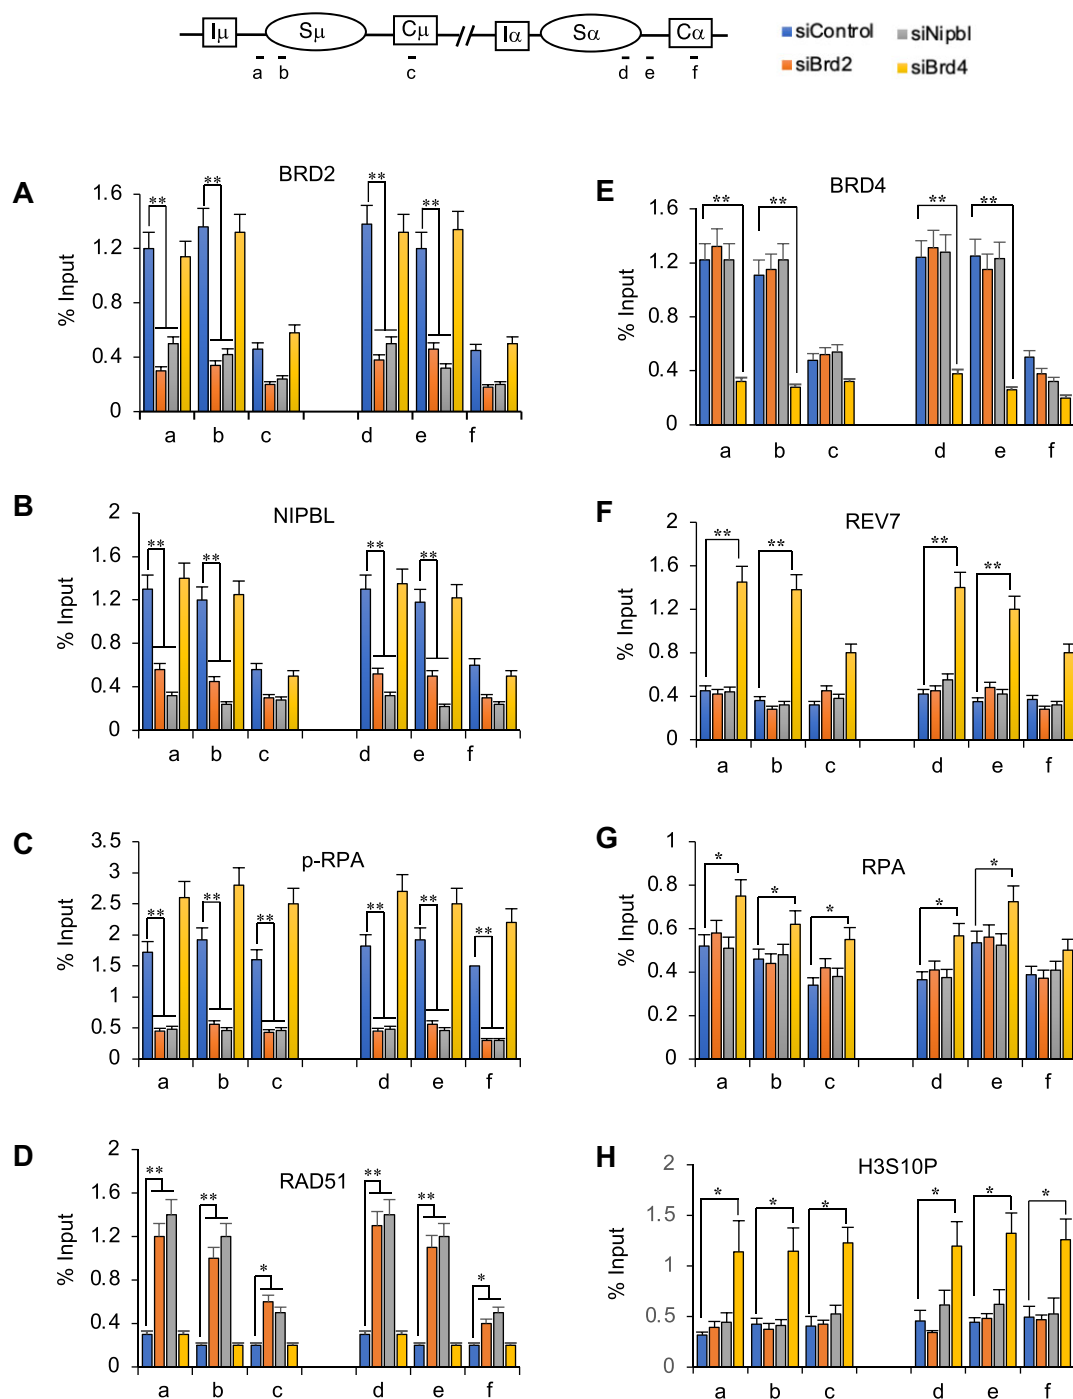 Iμ Sμ Cμ Iα Sα Cα
a b c d e f
siControl siNipbl
siBrd2 siBrd4
A
BRD2
% Input
1.6
1.2
0.8
0.4
0
** ** ** **
a b c d e f
B
NIPBL
% Input
2
1.6
1.2
0.8
0.4
0
** ** ** **
a b c d e f
C
p-RPA
% Input
3.5
3
2.5
2
1.5
1
0.5
0
** ** ** ** ** **
a b c d e f
D
RAD51
% Input
2
1.6
1.2
0.8
0.4
0
** ** * ** ** *
a b c d e f
E
BRD4
% Input
1.6
1.2
0.8
0.4
0
** ** ** **
a b c d e f
F
REV7
% Input
2
1.6
1.2
0.8
0.4
0
** ** ** **
a b c d e f
G
RPA
% Input
1
0.8
0.6
0.4
0.2
0
* * * * *
a b c d e f
H
H3S10P
% Input
2
1.5
1
0.5
0
* * * * * *
a b c d e f